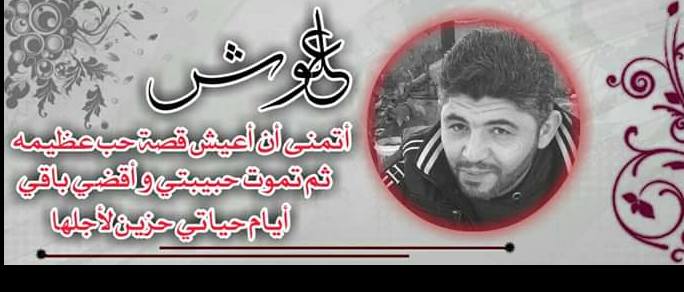 علوش
أتمنى أن أعيش قصة حب عظيمه
ثم تموت حبيبتي و أقضي باقي
أيام حياتي حزين لأجلها